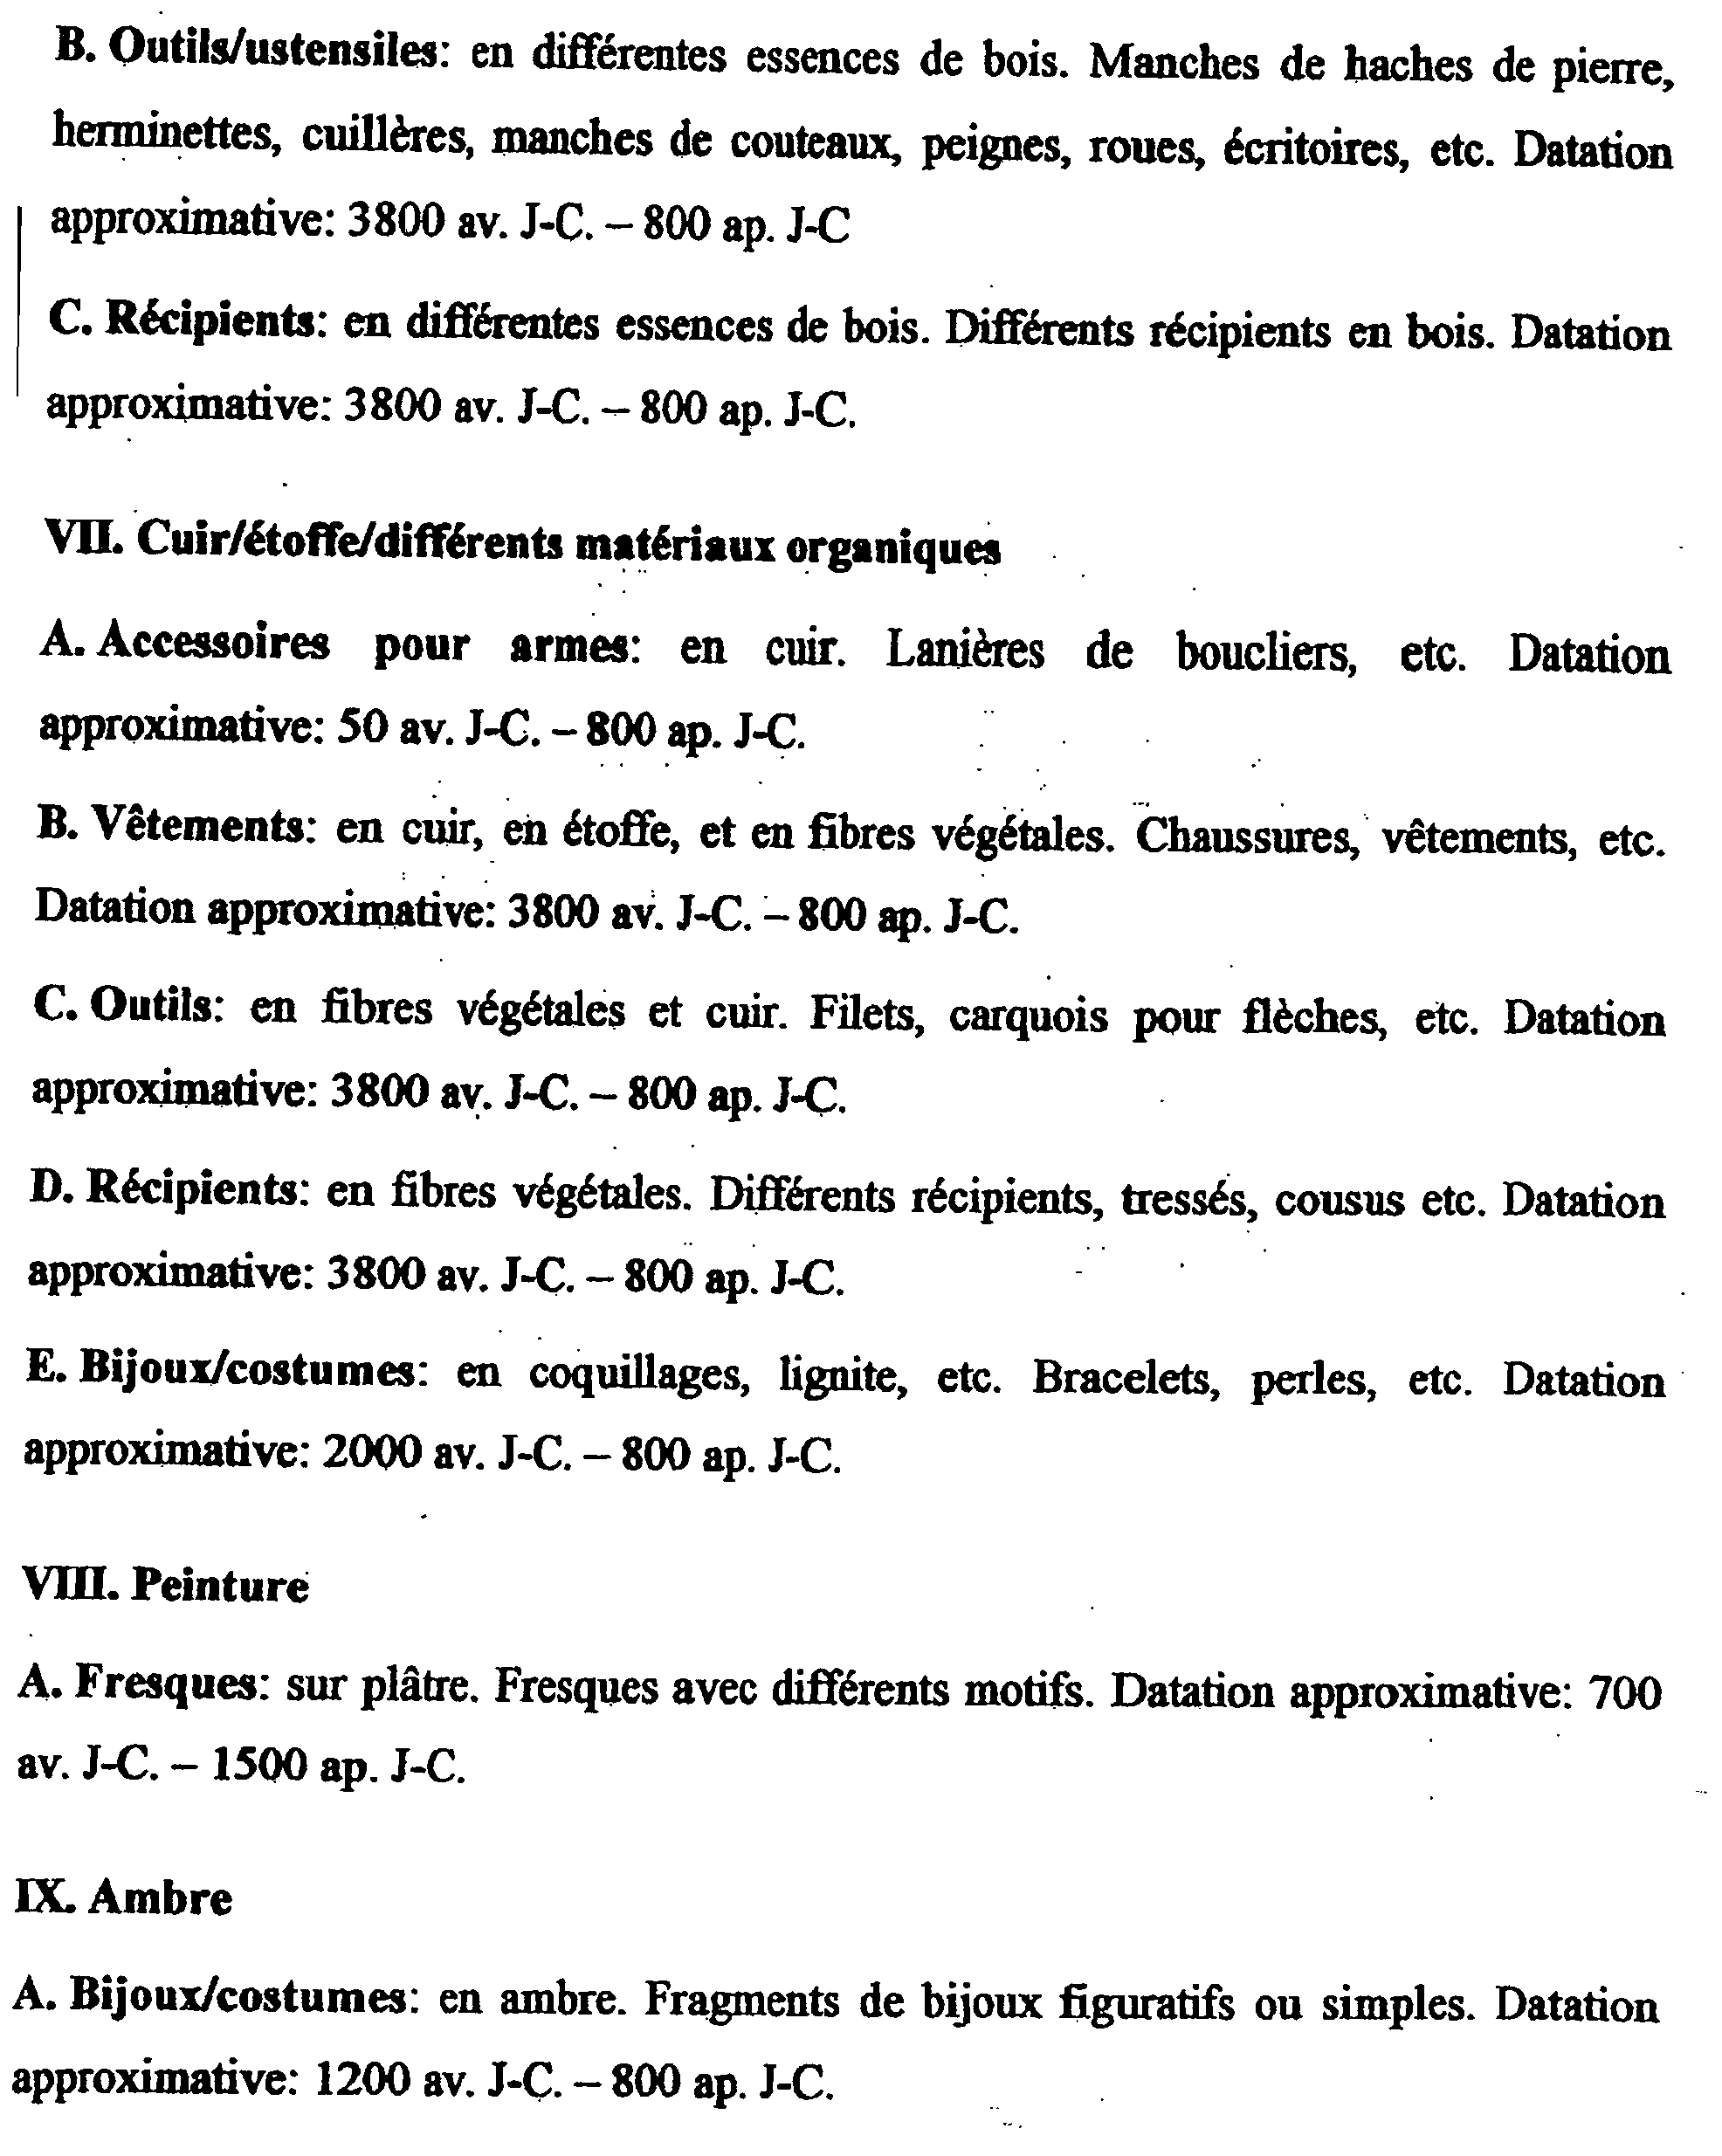 B. Outils/ustensiles: en différentes essences de bois. Manches de haches de pierre,
herminettes, cuillères, manches de couteaux, peignes, roues, écritoires, etc. Datation
approximative: 3800 av. J-C. – 800 ap. J-C
C. Récipients: en différentes essences de bois. Différents récipients en bois. Datation
approximative: 3800 av. J-C. – 800 ap. J-C.
VII. Cuir/étoffe/différents matériaux organiques
A. Accessoires pour armes: en cuir. Lanières de boucliers, etc. Datation
approximative: 50 av. J-C. – 800 ap. J-C.
B. Vêtements: en cuir, en étoffe, et en fibres végétales. Chaussures, vêtements, etc.
Datation approximative: 3800 av. J-C. – 800 ap. J-C.
C. Outils: en fibres végétales et cuir. Filets, carquois pour flèches, etc. Datation
approximative: 3800 av. J-C. – 800 ap. J-C.
D. Récipients: en fibres végétales. Différents récipients, tressés, cousus etc. Datation
approximative: 3800 av. J-C. – 800 ap. J-C.
E. Bijoux/costumes: en coquillages, lignite, etc. Bracelets, perles, etc. Datation
approximative: 2000 av. J-C. – 800 ap. J-C.
VIII. Peinture
A. Fresques: sur plâtre. Fresques avec différents motifs. Datation approximative: 700
av. J-C. – 1500 ap. J-C.
IX. Ambre
A. Bijoux/costumes: en ambre. Fragments de bijoux figuratifs ou simples. Datation
approximative: 1200 av. J-C. – 800 ap. J-C.